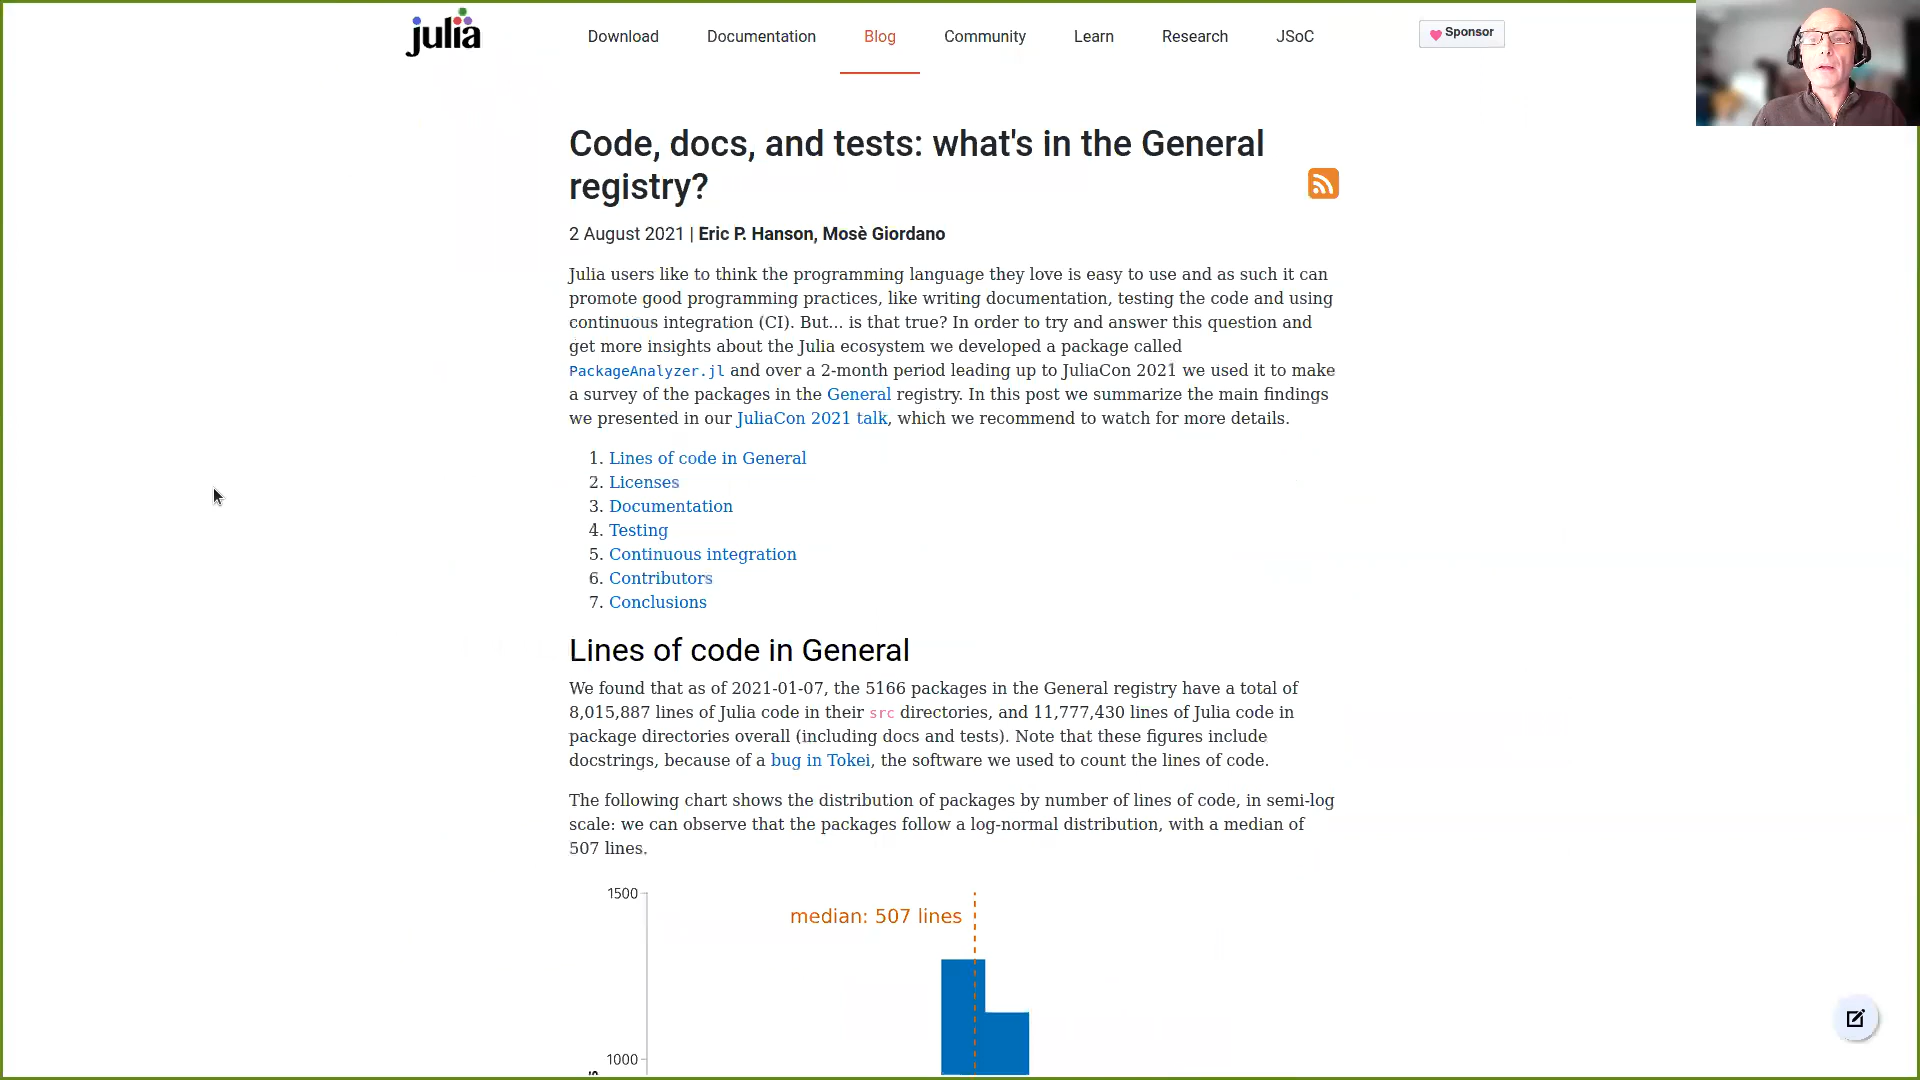 julia
Download Documentation Blog Community Learn Research JSoC Sponsor
Code, docs, and tests: what's in the General
registry?
2 August 2021 | Eric P. Hanson, Mosè Giordano
Julia users like to think the programming language they love is easy to use and as such it can
promote good programming practices, like writing documentation, testing the code and using
continuous integration (CI). But... is that true? In order to try and answer this question and
get more insights about the Julia ecosystem we developed a package called
PackageAnalyzer.jl and over a 2-month period leading up to JuliaCon 2021 we used it to make
a survey of the packages in the General registry. In this post we summarize the main findings
we presented in our JuliaCon 2021 talk, which we recommend to watch for more details.
1. Lines of code in General
2. Licenses
3. Documentation
4. Testing
5. Continuous integration
6. Contributors
7. Conclusions
Lines of code in General
We found that as of 2021-01-07, the 5166 packages in the General registry have a total of
8,015,887 lines of Julia code in their src directories, and 11,777,430 lines of Julia code in
package directories overall (including docs and tests). Note that these figures include
docstrings, because of a bug in Tokei, the software we used to count the lines of code.
The following chart shows the distribution of packages by number of lines of code, in semi-log
scale: we can observe that the packages follow a log-normal distribution, with a median of
507 lines.
1500
median: 507 lines
1000